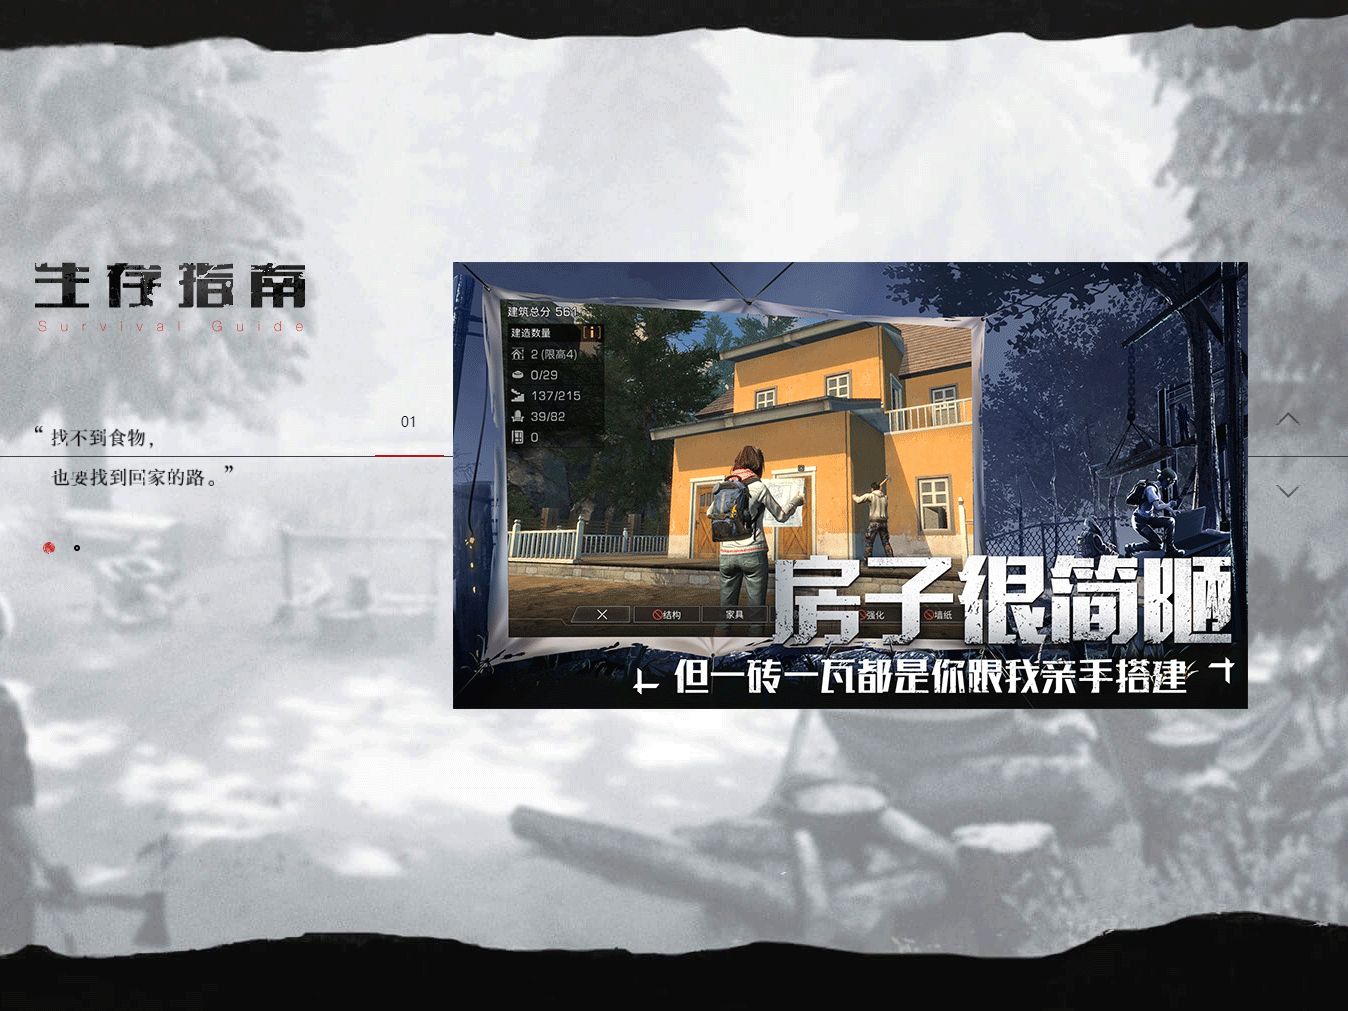 生存指南
Survival Guide
“找不到食物，
也要找到回家的路。”
01
建筑总分 561
建造数量
2 (限高4)
0/29
137/215
39/82
0
结构
家具
强化
墙纸
房子很简陋
但一砖一瓦都是你跟我亲手搭建